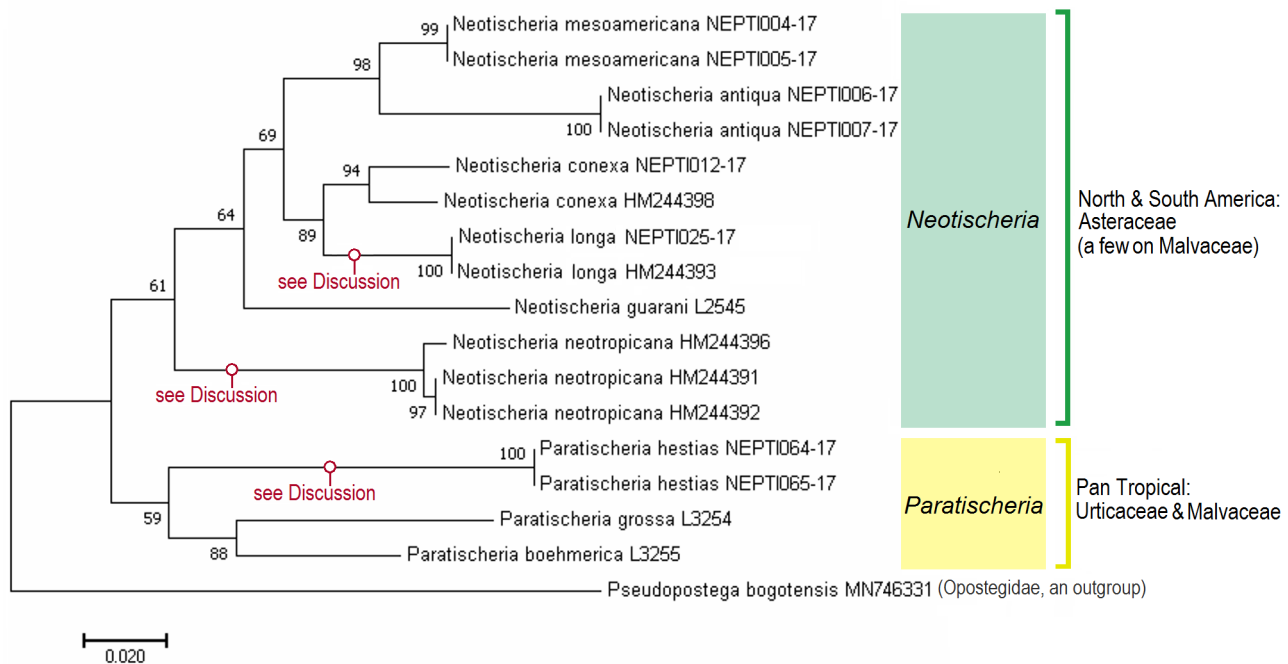 99
Neotischeria mesoamericana NEPTI004-17
Neotischeria mesoamericana NEPTI005-17
98
Neotischeria antiqua NEPTI006-17
100
Neotischeria antiqua NEPTI007-17
69
94
Neotischeria conexa NEPTI012-17
Neotischeria conexa HM244398
64
89
Neotischeria longa NEPTI025-17
100
Neotischeria longa HM244393
see Discussion
Neotischeria guarani L2545
61
Neotischeria neotropicana HM244396
100
Neotischeria neotropicana HM244391
see Discussion
97
Neotischeria neotropicana HM244392
Neotischeria
North & South America:
Asteraceae
(a few on Malvaceae)
100
Paratischeria hestias NEPTI064-17
Paratischeria hestias NEPTI065-17
see Discussion
59
Paratischeria grossa L3254
88
Paratischeria boehmerica L3255
Paratischeria
Pan Tropical:
Urticaceae & Malvaceae
Pseudopostega bogotensis MN746331 (Opostegidae, an outgroup)
0.020